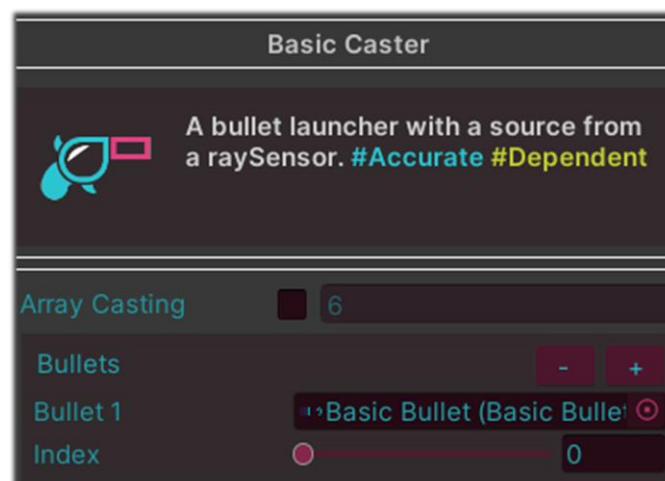 Basic Caster
A bullet launcher with a source from
a raySensor. #Accurate #Dependent
Array Casting 6
Bullets - +
Bullet 1 Basic Bullet (Basic Bullet
Index 0